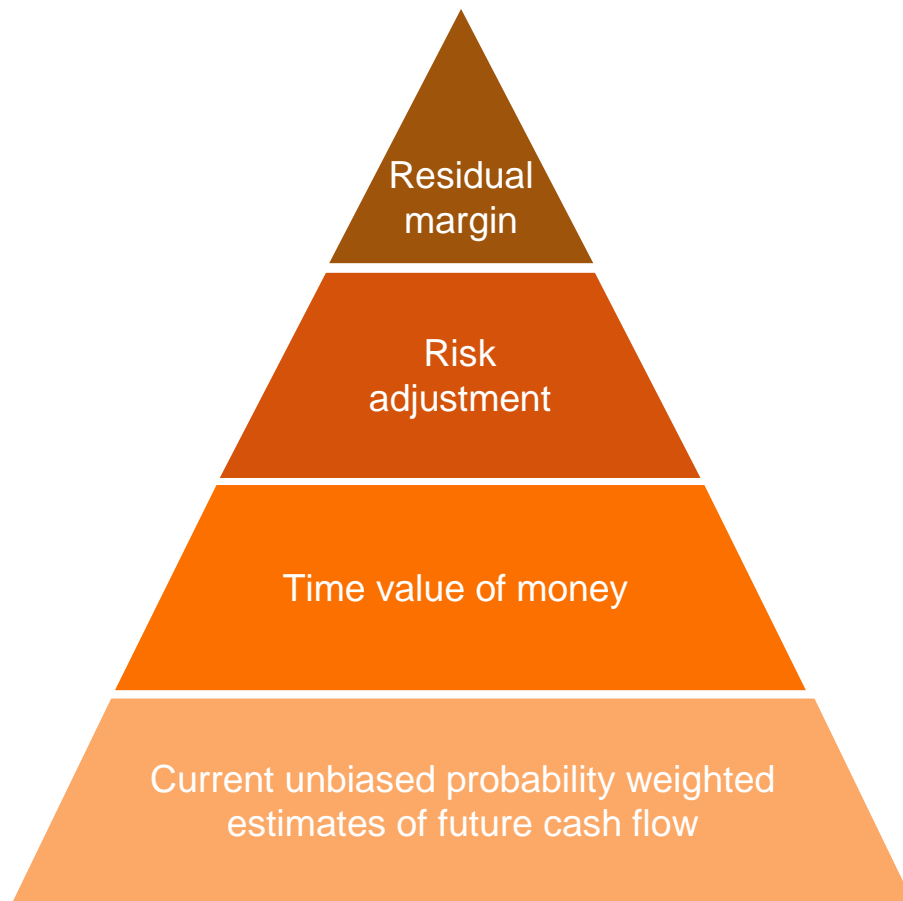 Residual
margin
Risk
adjustment
Time value of money
Current unbiased probability weighted
estimates of future cash flow